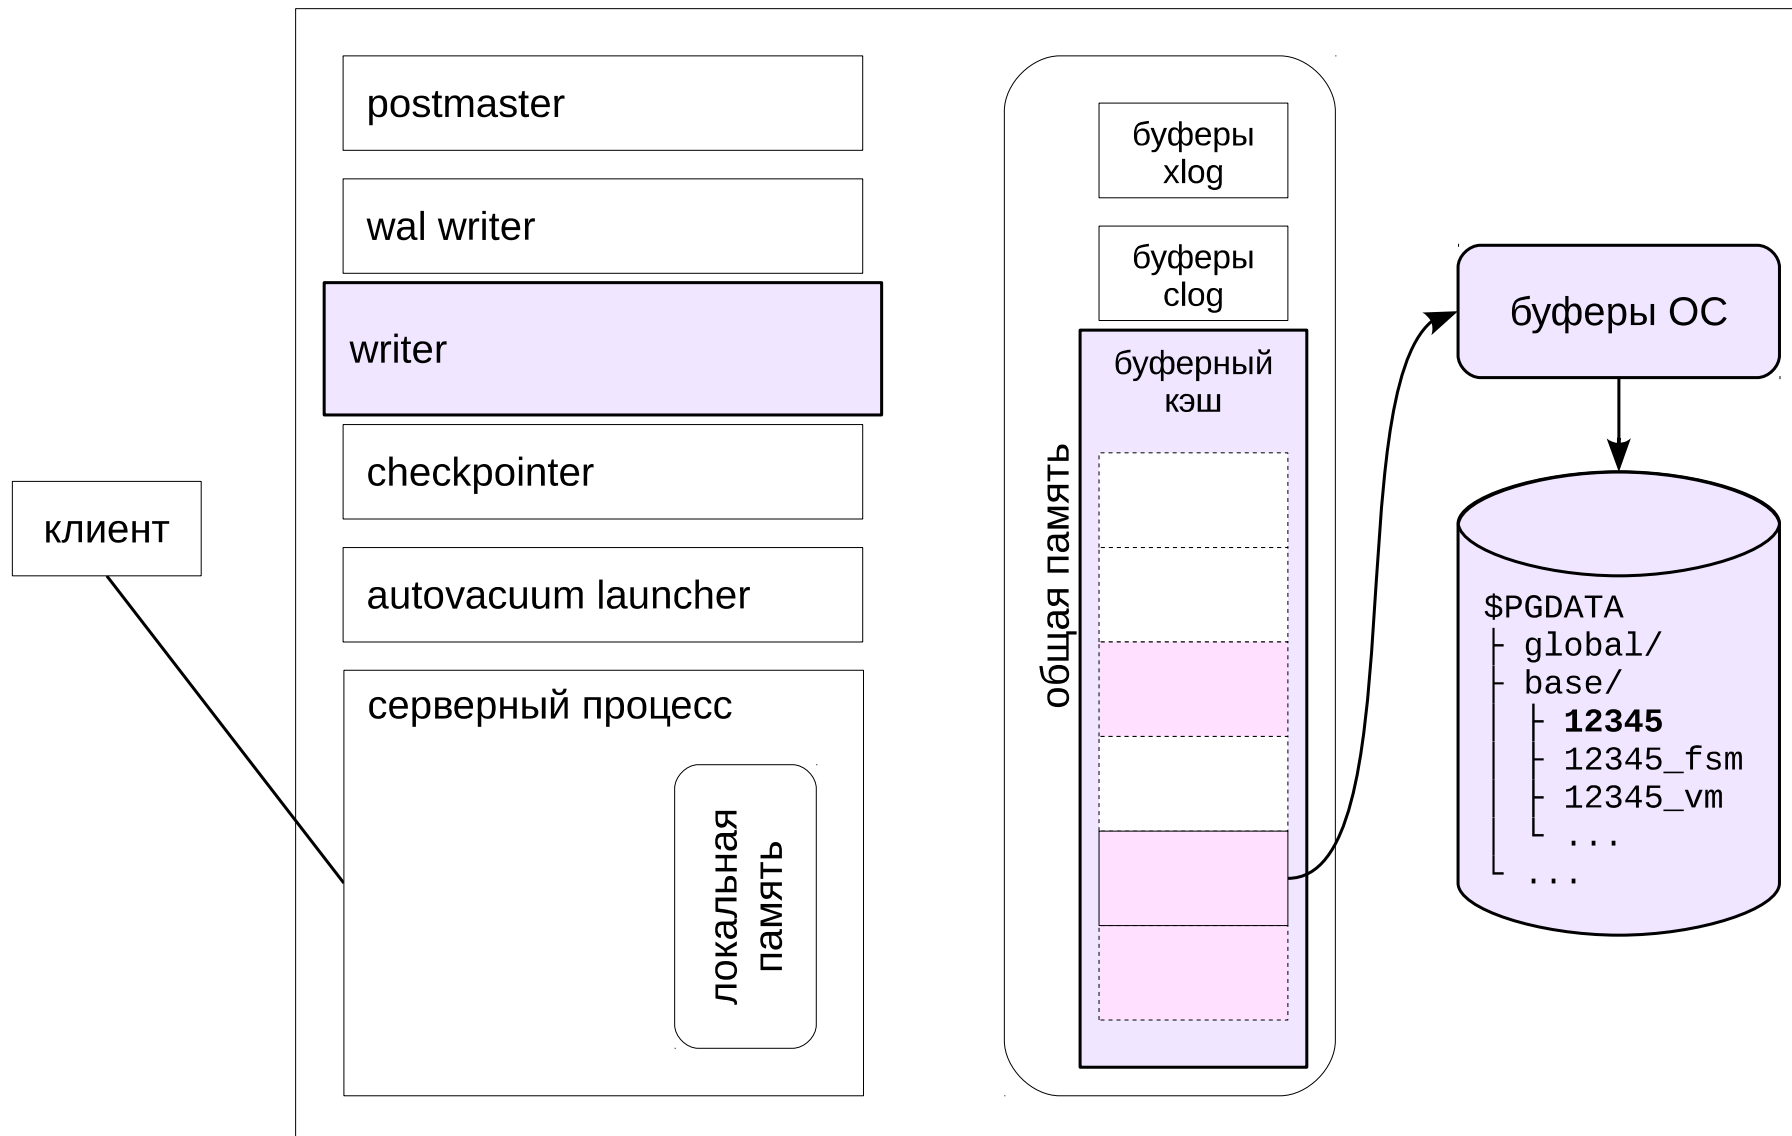 postmaster
wal writer
writer
checkpointer
autovacuum launcher
серверный процесс
локальная
память
клиент
общая память
буферы
xlog
буферы
clog
буферный
кэш
буферы ОС
$PGDATA
├ global/
├ base/
│ ├ 12345
│ ├ 12345_fsm
│ ├ 12345_vm
│ └ ...
└ ...